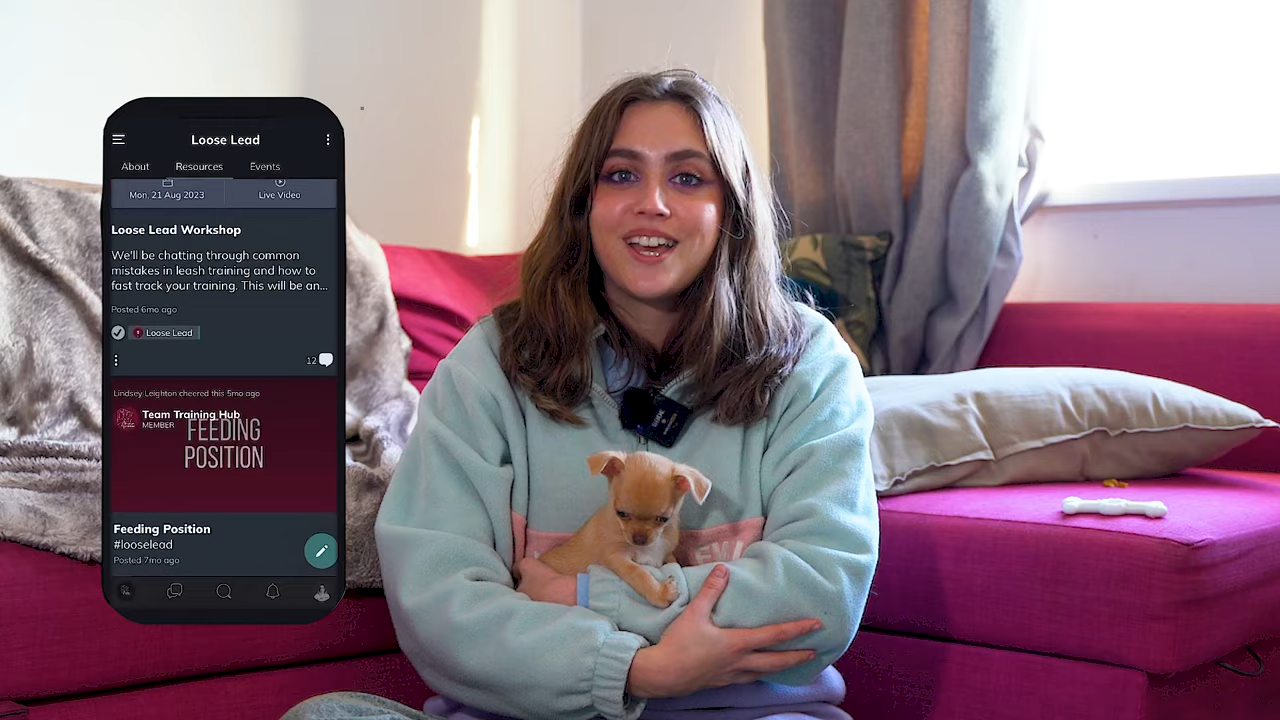 Loose Lead
About Resources Events
Mon, 21 Aug 2023 Live Video
Loose Lead Workshop
We'll be chatting through common
mistakes in leash training and how to
fast track your training. This will be an...
Posted 6mo ago
Loose Lead
12
Lindsey Leighton cheered this 5mo ago
Team Training Hub
MEMBER
FEEDING
POSITION
Feeding Position
#looselead
Posted 7mo ago
RØDE